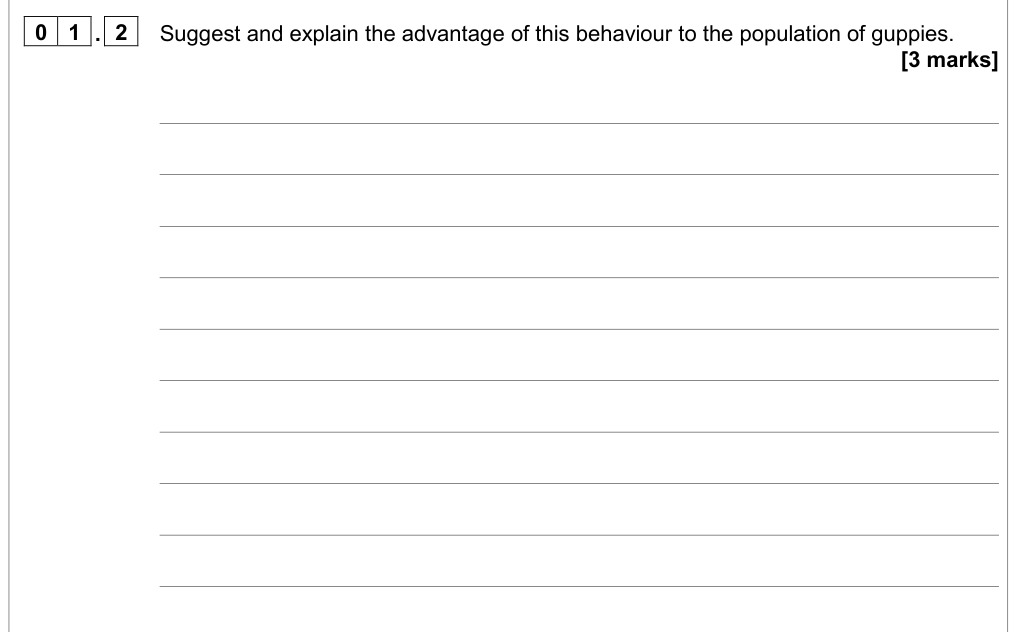 0 1 . 2 Suggest and explain the advantage of this behaviour to the population of guppies.
[3 marks]